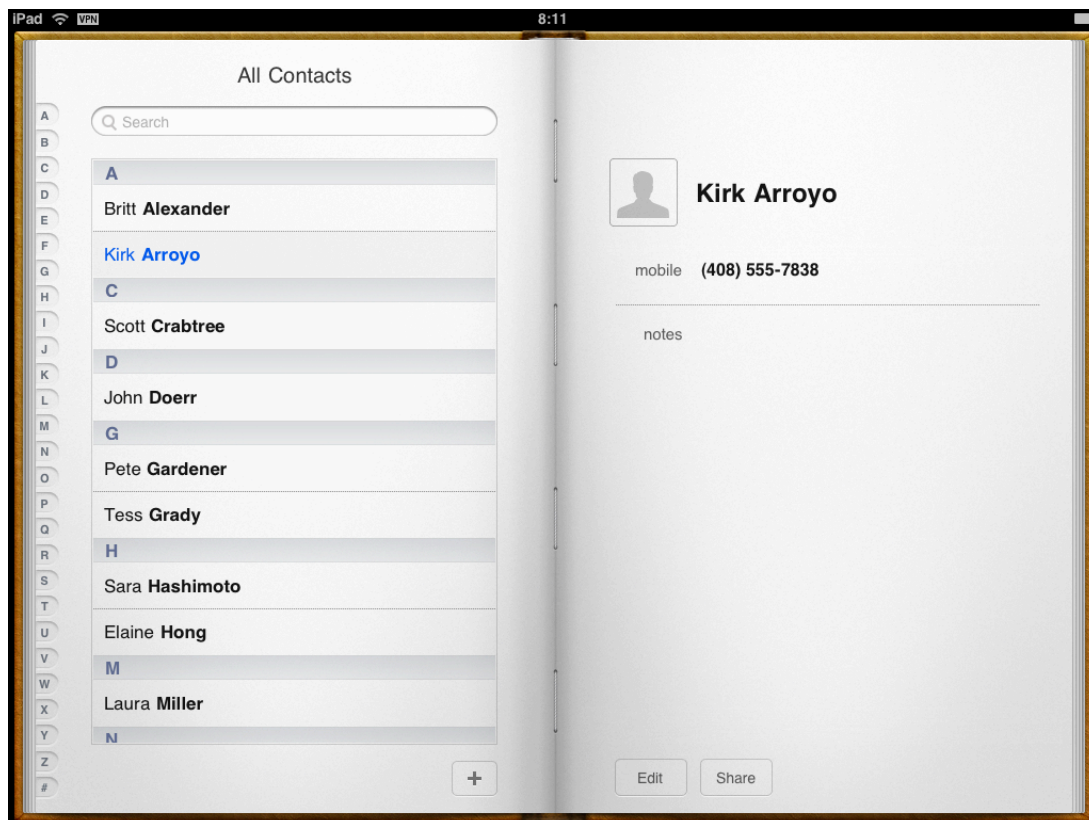 iPad VPN 8:11
All Contacts
Search
A
B
C
D
E
F
G
H
I
J
K
L
M
N
O
P
Q
R
S
T
U
V
W
X
Y
Z
#
A
Britt Alexander
Kirk Arroyo
C
Scott Crabtree
D
John Doerr
G
Pete Gardener
Tess Grady
H
Sara Hashimoto
Elaine Hong
M
Laura Miller
N
+
Kirk Arroyo
mobile (408) 555-7838
notes
Edit Share